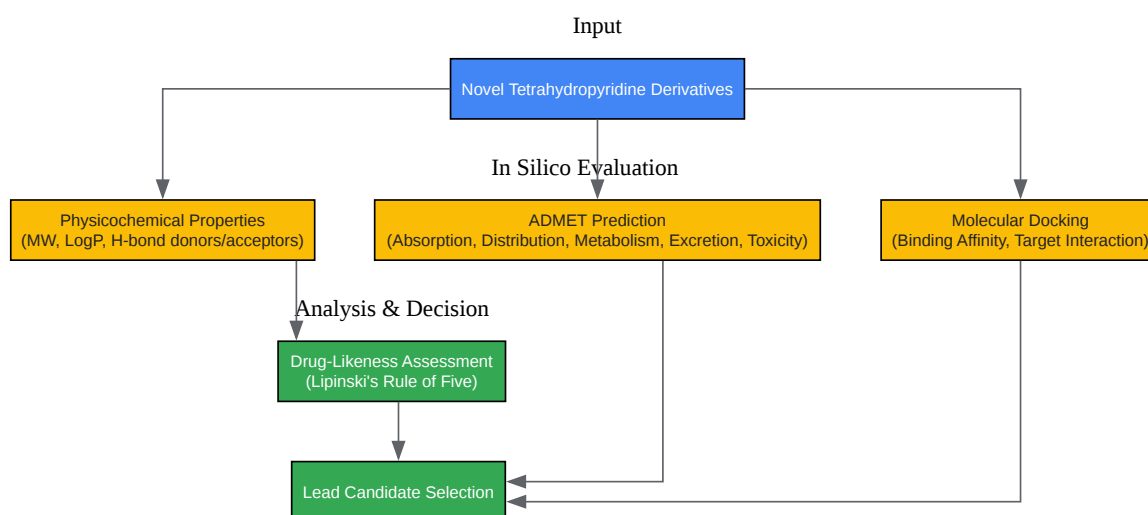 Input
Novel Tetrahydropyridine Derivatives
In Silico Evaluation
Physicochemical Properties
(MW, LogP, H-bond donors/acceptors)
ADMET Prediction
(Absorption, Distribution, Metabolism, Excretion, Toxicity)
Molecular Docking
(Binding Affinity, Target Interaction)
Analysis & Decision
Drug-Likeness Assessment
(Lipinski's Rule of Five)
Lead Candidate Selection